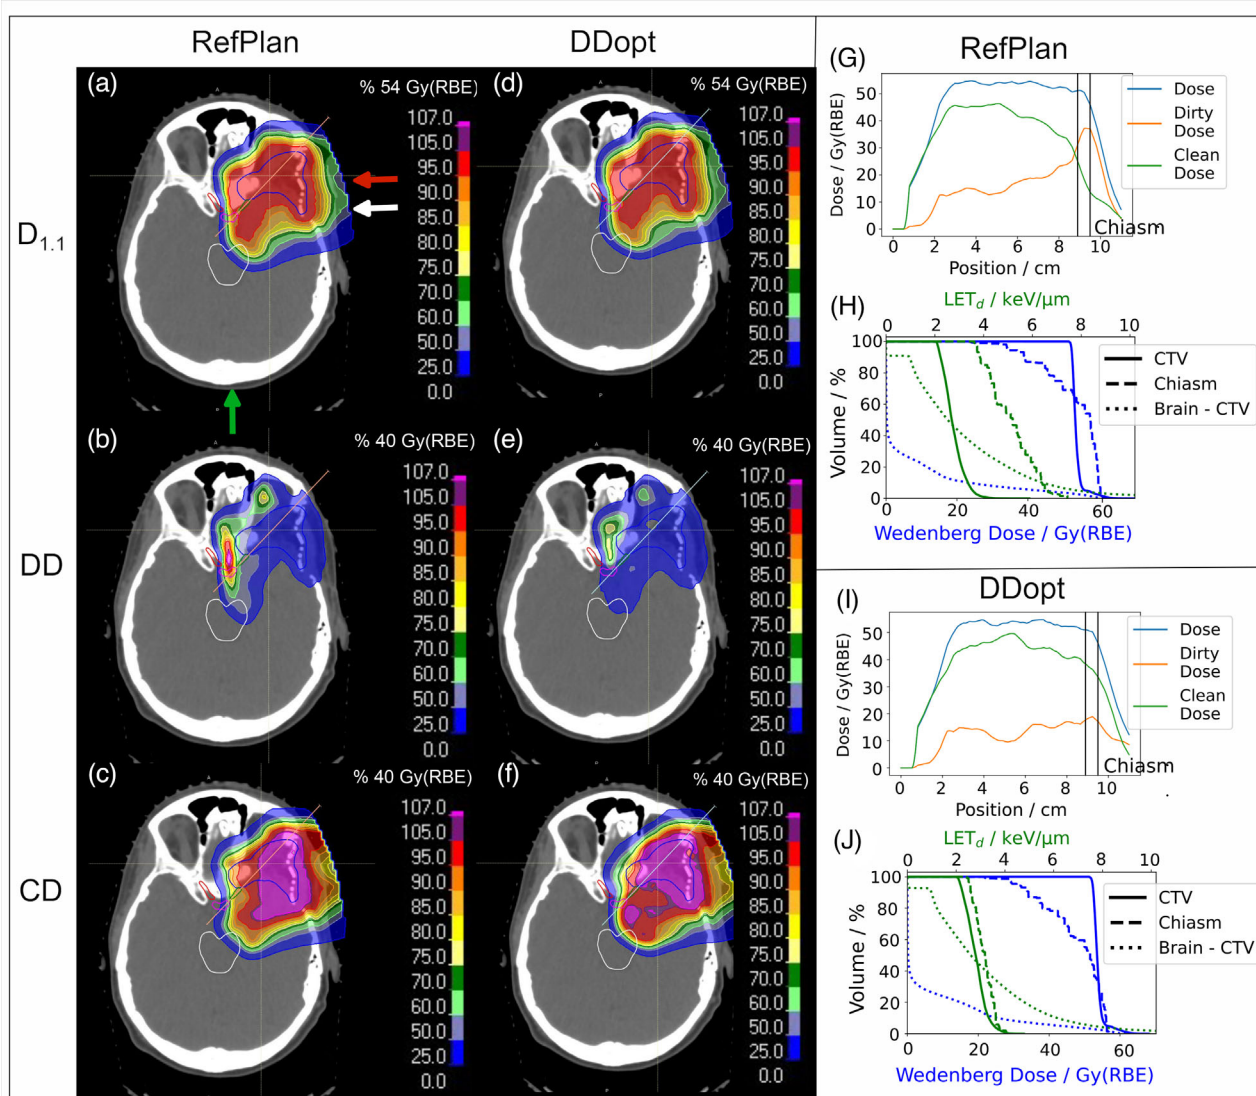 RefPlan
DDopt
D1.1
DD
CD
(a)
% 54 Gy(RBE)
107.0
105.0
95.0
90.0
85.0
80.0
75.0
70.0
60.0
50.0
25.0
0.0
(d)
% 54 Gy(RBE)
107.0
105.0
95.0
90.0
85.0
80.0
75.0
70.0
60.0
50.0
25.0
0.0
(b)
% 40 Gy(RBE)
107.0
105.0
95.0
90.0
85.0
80.0
75.0
70.0
60.0
50.0
25.0
0.0
(e)
% 40 Gy(RBE)
107.0
105.0
95.0
90.0
85.0
80.0
75.0
70.0
60.0
50.0
25.0
0.0
(c)
% 40 Gy(RBE)
107.0
105.0
95.0
90.0
85.0
80.0
75.0
70.0
60.0
50.0
25.0
0.0
(f)
% 40 Gy(RBE)
107.0
105.0
95.0
90.0
85.0
80.0
75.0
70.0
60.0
50.0
25.0
0.0
(G)
RefPlan
Dose / Gy(RBE)
50
40
30
20
10
0
0 2 4 6 8 10
Position / cm
Chiasm
Dose
Dirty
Dose
Clean
Dose
(H)
LETd / keV/μm
0 2 4 6 8 10
Volume / %
100
80
60
40
20
0
0 20 40 60
Wedenberg Dose / Gy(RBE)
CTV
Chiasm
Brain - CTV
DDopt
(I)
Dose / Gy(RBE)
50
40
30
20
10
0
0 2 4 6 8 10
Position / cm
Chiasm
Dose
Dirty
Dose
Clean
Dose
(J)
LETd / keV/μm
0 2 4 6 8 10
Volume / %
100
80
60
40
20
0
0 20 40 60
Wedenberg Dose / Gy(RBE)
CTV
Chiasm
Brain - CTV